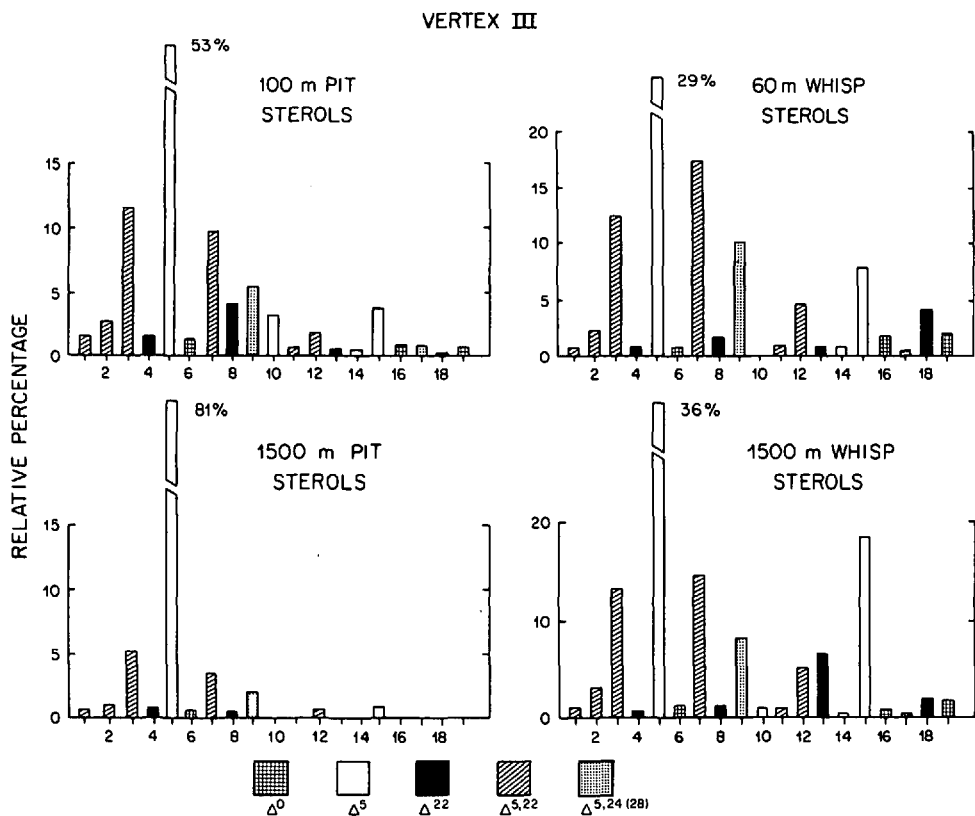 VERTEX III
53%
100 m PIT
STEROLS
15
10
5
0
2 4 6 8 10 12 14 16 18
29%
60 m WHISP
STEROLS
20
15
10
5
0
2 4 6 8 10 12 14 16 18
RELATIVE PERCENTAGE
81%
1500 m PIT
STEROLS
15
10
5
0
2 4 6 8 10 12 14 16 18
36%
1500 m WHISP
STEROLS
20
10
0
2 4 6 8 10 12 14 16 18
Δ⁰ Δ⁵ Δ²² Δ⁵,²² Δ⁵,²⁴ ⁽²⁸⁾